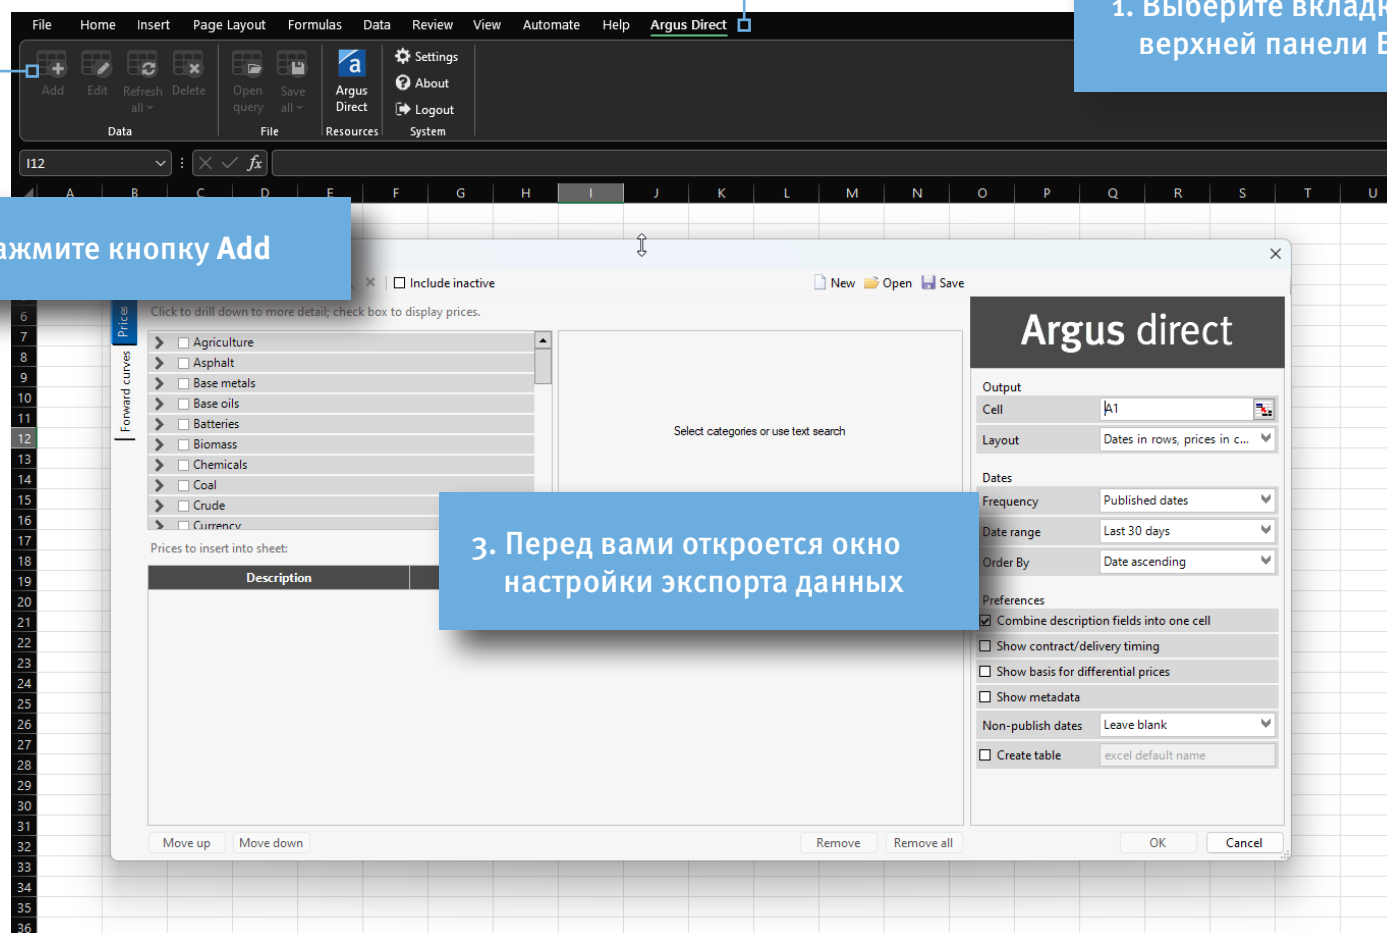 1. Выберите вкладк
верхней панели E
File Home Insert Page Layout Formulas Data Review View Automate Help Argus Direct
Add Edit Refresh all Delete Open query Save all Argus Direct
Settings
About
Logout
Data File Resources System
I12 fx
A B C D E F G H I J K L M N O P Q R S T U
ажмите кнопку Add
Include inactive New Open Save
Click to drill down to more detail; check box to display prices.
Prices
Forward curves
Agriculture
Asphalt
Base metals
Base oils
Batteries
Biomass
Chemicals
Coal
Crude
Currency
Select categories or use text search
Prices to insert into sheet:
Description
3. Перед вами откроется окно
настройки экспорта данных
Argus direct
Output
Cell A1
Layout Dates in rows, prices in c...
Dates
Frequency Published dates
Date range Last 30 days
Order By Date ascending
Preferences
Combine description fields into one cell
Show contract/delivery timing
Show basis for differential prices
Show metadata
Non-publish dates Leave blank
Create table excel default name
Move up Move down Remove Remove all OK Cancel
6
7
8
9
10
11
12
13
14
15
16
17
18
19
20
21
22
23
24
25
26
27
28
29
30
31
32
33
34
35
36